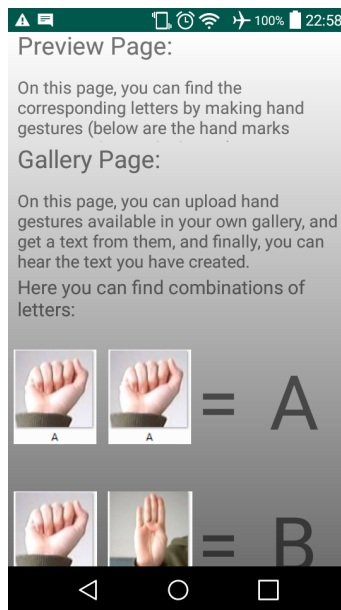 100% 22:58
Preview Page:
On this page, you can find the
corresponding letters by making hand
gestures (below are the hand marks
Gallery Page:
On this page, you can upload hand
gestures available in your own gallery, and
get a text from them, and finally, you can
hear the text you have created.
Here you can find combinations of
letters:
= A
A A
= B